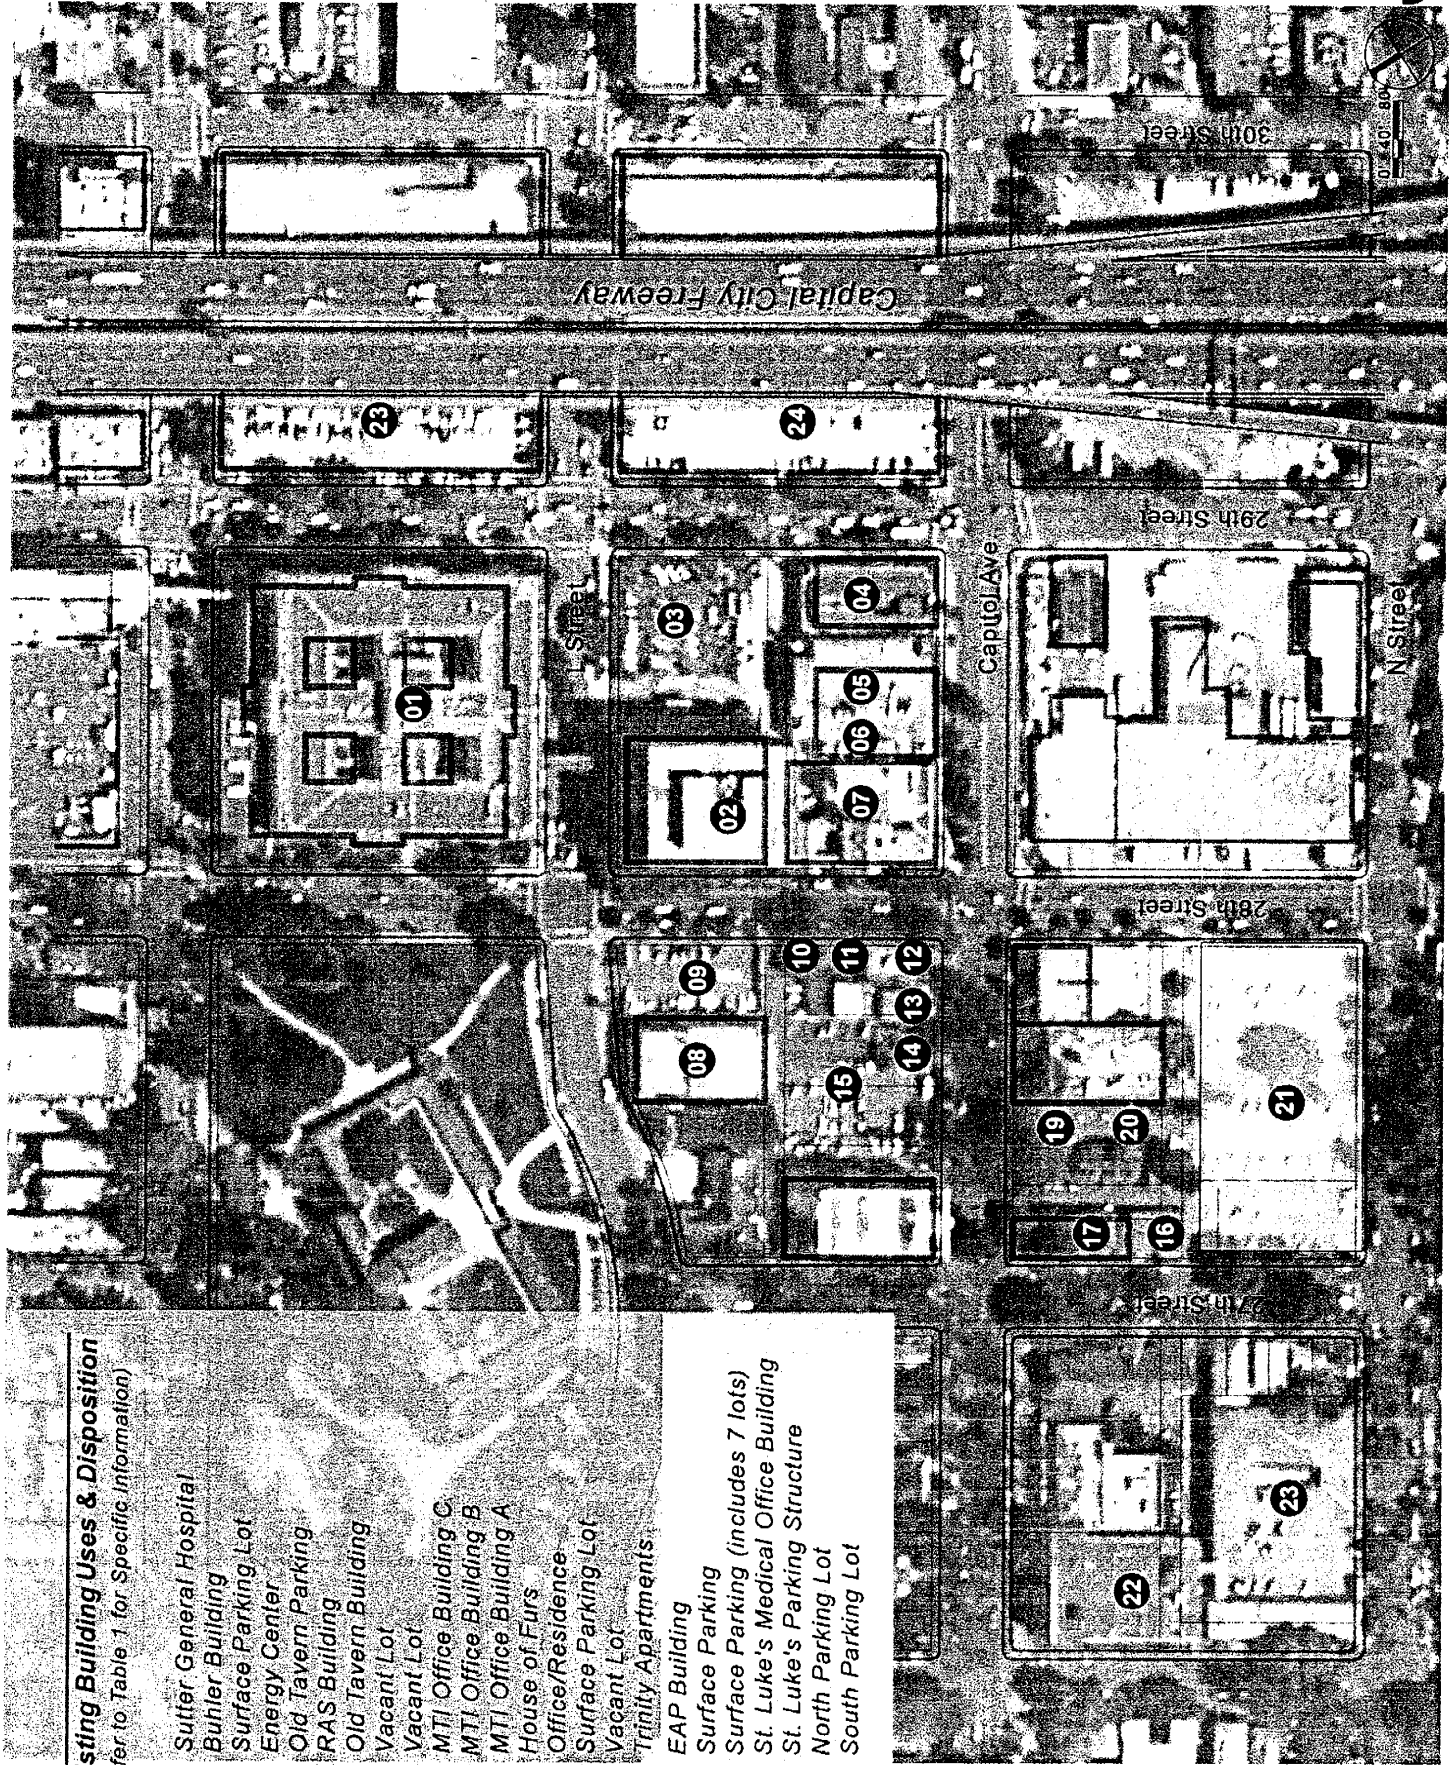 sting Building Uses & Disposition
fer to Table 1 for Specific Information)
Sutter General Hospital
Buhler Building
Surface Parking Lot
Energy Center
Old Tavern Parking
RAS Building
Old Tavern Building
Vacant Lot
Vacant Lot
MTI Office Building C
MTI Office Building B
MTI Office Building A
House of Furs
Office/Residence
Surface Parking Lot
Vacant Lot
Trinity Apartments
EAP Building
Surface Parking
Surface Parking (includes 7 lots)
St. Luke's Medical Office Building
St. Luke's Parking Structure
North Parking Lot
South Parking Lot
27th Street
28th Street
29th Street
30th Street
Capital City Freeway
L Street
Capitol Ave
N Street
01
02
03
04
05
06
07
08
09
10
11
12
13
14
15
16
17
19
20
21
22
23
23
24
0 40 80